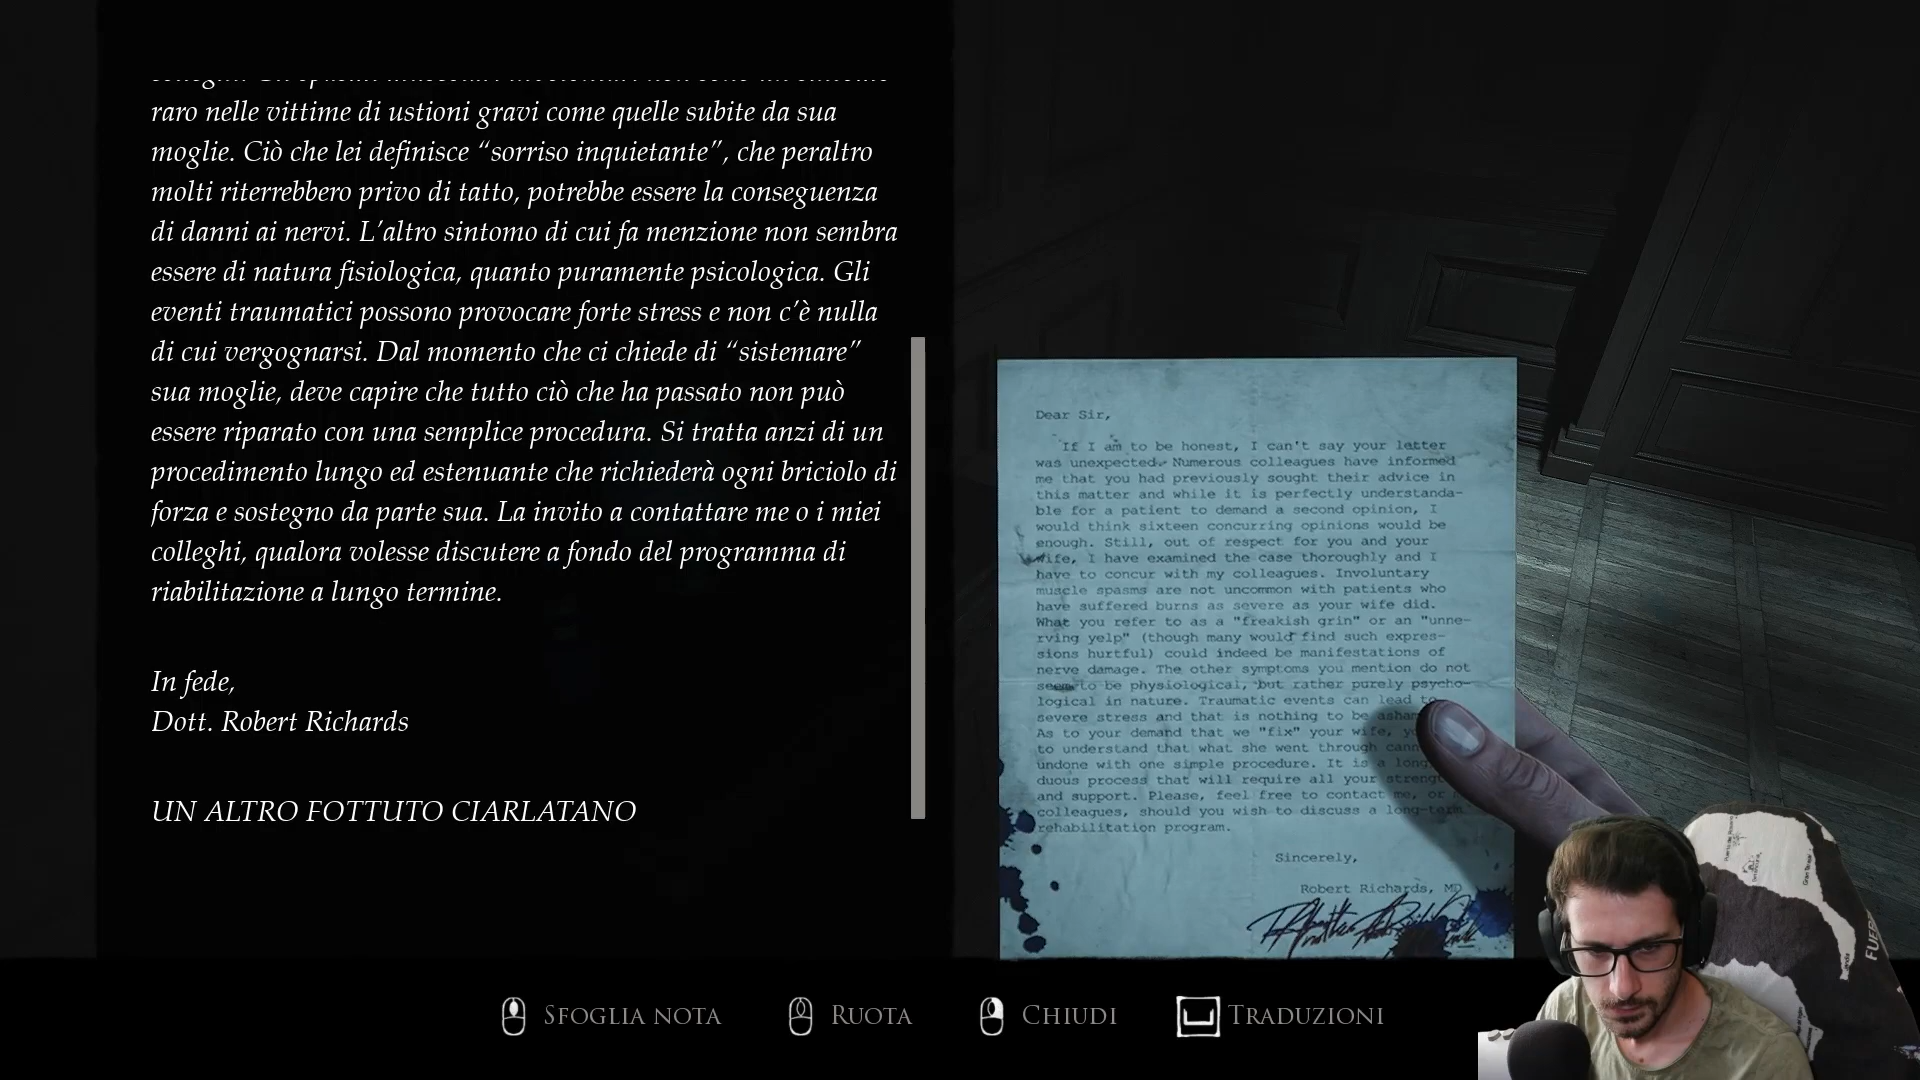 raro nelle vittime di ustioni gravi come quelle subite da sua
moglie. Ciò che lei definisce “sorriso inquietante”, che peraltro
molti riterrebbero privo di tatto, potrebbe essere la conseguenza
di danni ai nervi. L’altro sintomo di cui fa menzione non sembra
essere di natura fisiologica, quanto puramente psicologica. Gli
eventi traumatici possono provocare forte stress e non c’è nulla
di cui vergognarsi. Dal momento che ci chiede di “sistemare”
sua moglie, deve capire che tutto ciò che ha passato non può
essere riparato con una semplice procedura. Si tratta anzi di un
procedimento lungo ed estenuante che richiederà ogni briciolo di
forza e sostegno da parte sua. La invito a contattare me o i miei
colleghi, qualora volesse discutere a fondo del programma di
riabilitazione a lungo termine.
In fede,
Dott. Robert Richards
UN ALTRO FOTTUTO CIARLATANO
Dear Sir,
If I am to be honest, I can't say your letter
was unexpected. Numerous colleagues have informed
me that you had previously sought their advice in
this matter and while it is perfectly understanda-
ble for a patient to demand a second opinion, I
would think sixteen concurring opinions would be
enough. Still, out of respect for you and your
wife, I have examined the case thoroughly and I
have to concur with my colleagues. Involuntary
muscle spasms are not uncommon with patients who
have suffered burns as severe as your wife did.
What you refer to as a "freakish grin" or an "unne-
rving yelp" (though many would find such expres-
sions hurtful) could indeed be manifestations of
nerve damage. The other symptoms you mention do not
seem to be physiological, but rather purely psycho-
logical in nature. Traumatic events can lead to
severe stress and that is nothing to be
As to your demand that we "fix" your wife,
to understand that what she went through
undone with one simple procedure. It is a
duous process that will require all your
and support. Please, feel free to contact me, or
colleagues, should you wish to discuss a long-term
rehabilitation program.
Sincerely,
Robert Richards, MD
SFOGLIA NOTA
RUOTA
CHIUDI
TRADUZIONI